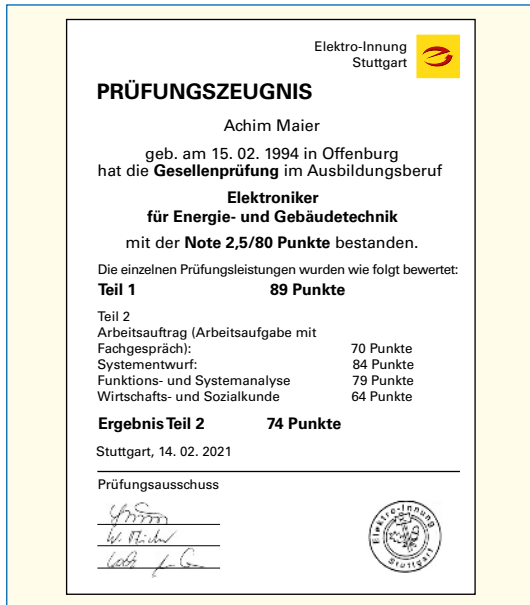 Elektro-Innung
Stuttgart
PRÜFUNGSZEUGNIS
Achim Maier
geb. am 15. 02. 1994 in Offenburg
hat die Gesellenprüfung im Ausbildungsberuf
Elektroniker
für Energie- und Gebäudetechnik
mit der Note 2,5/80 Punkte bestanden.
Die einzelnen Prüfungsleistungen wurden wie folgt bewertet:
Teil 1 89 Punkte
Teil 2
Arbeitsauftrag (Arbeitsaufgabe mit
Fachgespräch): 70 Punkte
Systementwurf: 84 Punkte
Funktions- und Systemanalyse 79 Punkte
Wirtschafts- und Sozialkunde 64 Punkte
Ergebnis Teil 2 74 Punkte
Stuttgart, 14. 02. 2021
Prüfungsausschuss
Elektro-Innung
Stuttgart